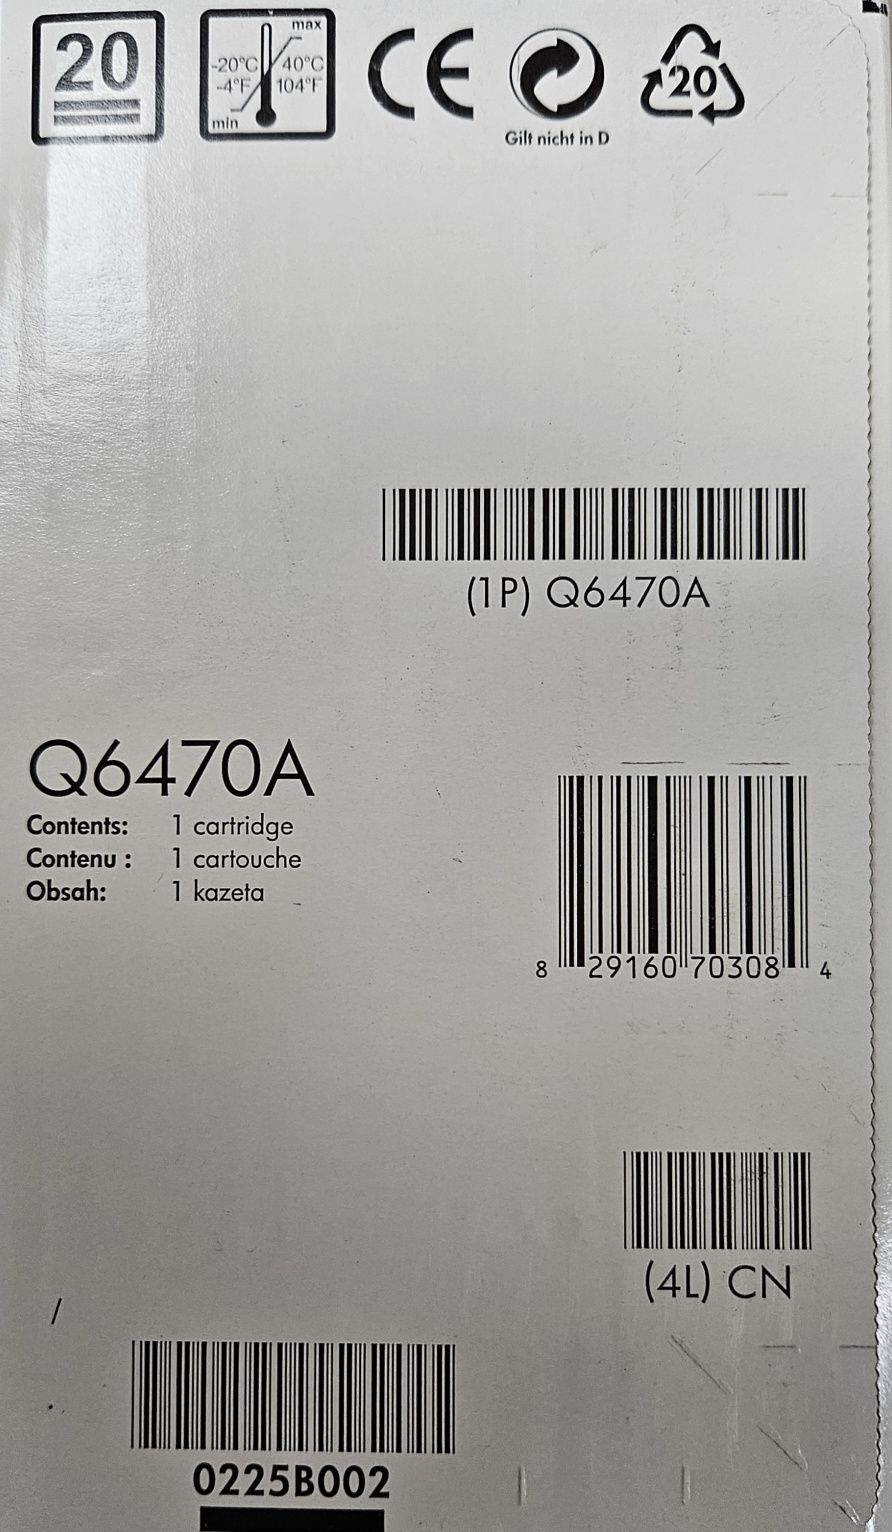 20
max
-20°C 40°C
-4°F 104°F
min
CE
Gilt nicht in D
20
(1P) Q6470A
Q6470A
Contents: 1 cartridge
Contenu : 1 cartouche
Obsah: 1 kazeta
8 29160 70308 4
(4L) CN
/
0225B002